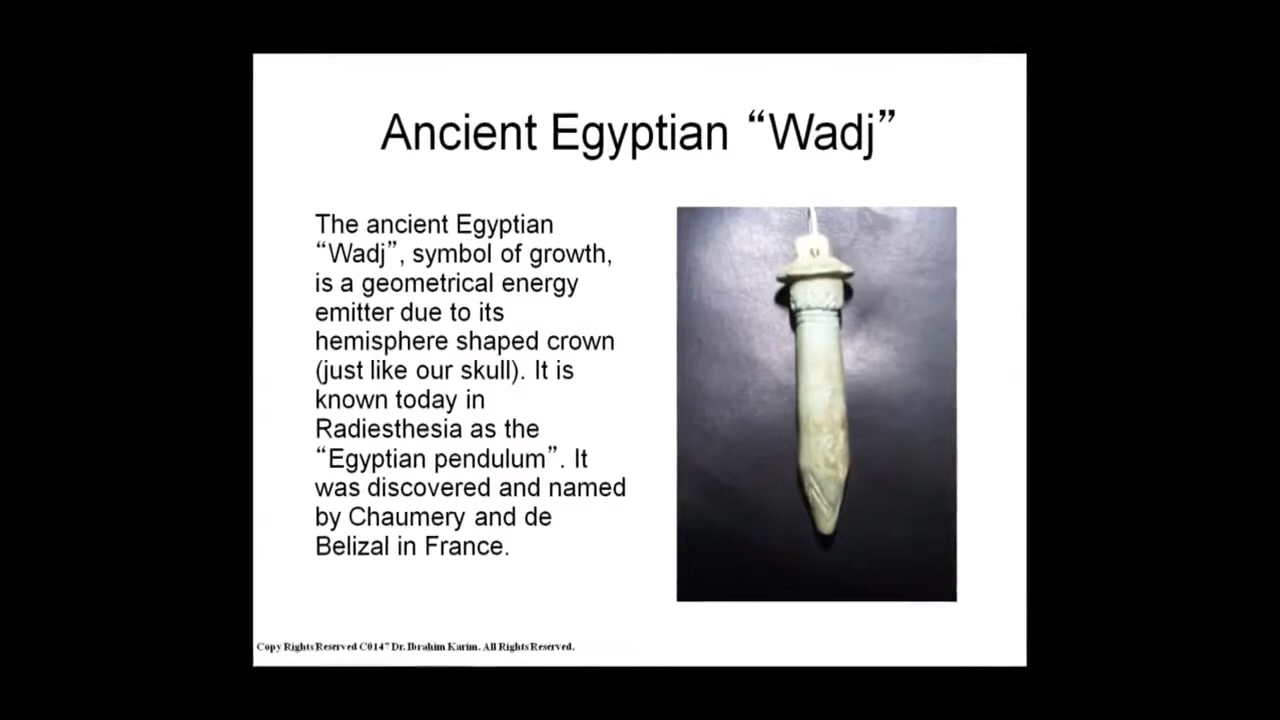 Ancient Egyptian “Wadj”
The ancient Egyptian
“Wadj”, symbol of growth,
is a geometrical energy
emitter due to its
hemisphere shaped crown
(just like our skull). It is
known today in
Radiesthesia as the
“Egyptian pendulum”. It
was discovered and named
by Chaumery and de
Belizal in France.
Copy Rights Reserved C0147 Dr. Ibrahim Karim. All Rights Reserved.